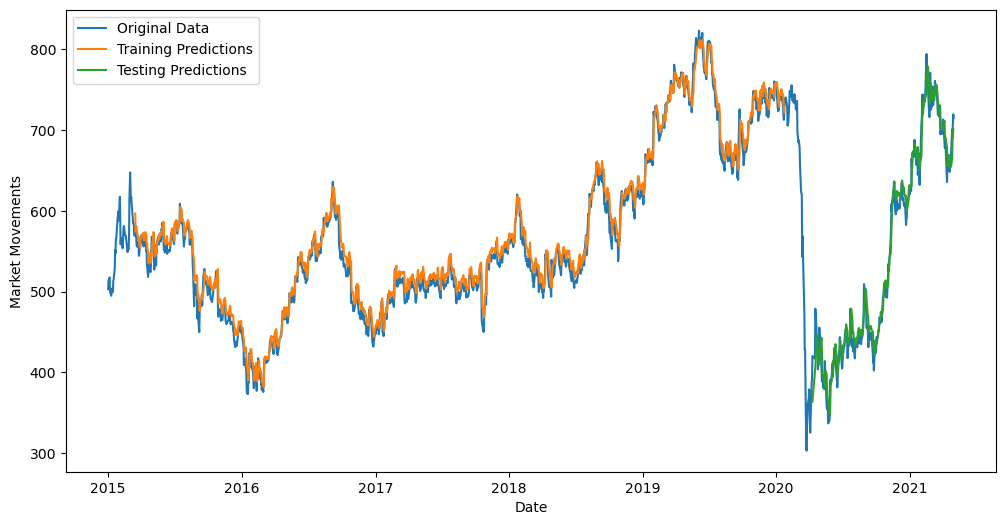 Original Data
Training Predictions
Testing Predictions
Market Movements
800
700
600
500
400
300
2015
2016
2017
2018
2019
2020
2021
Date